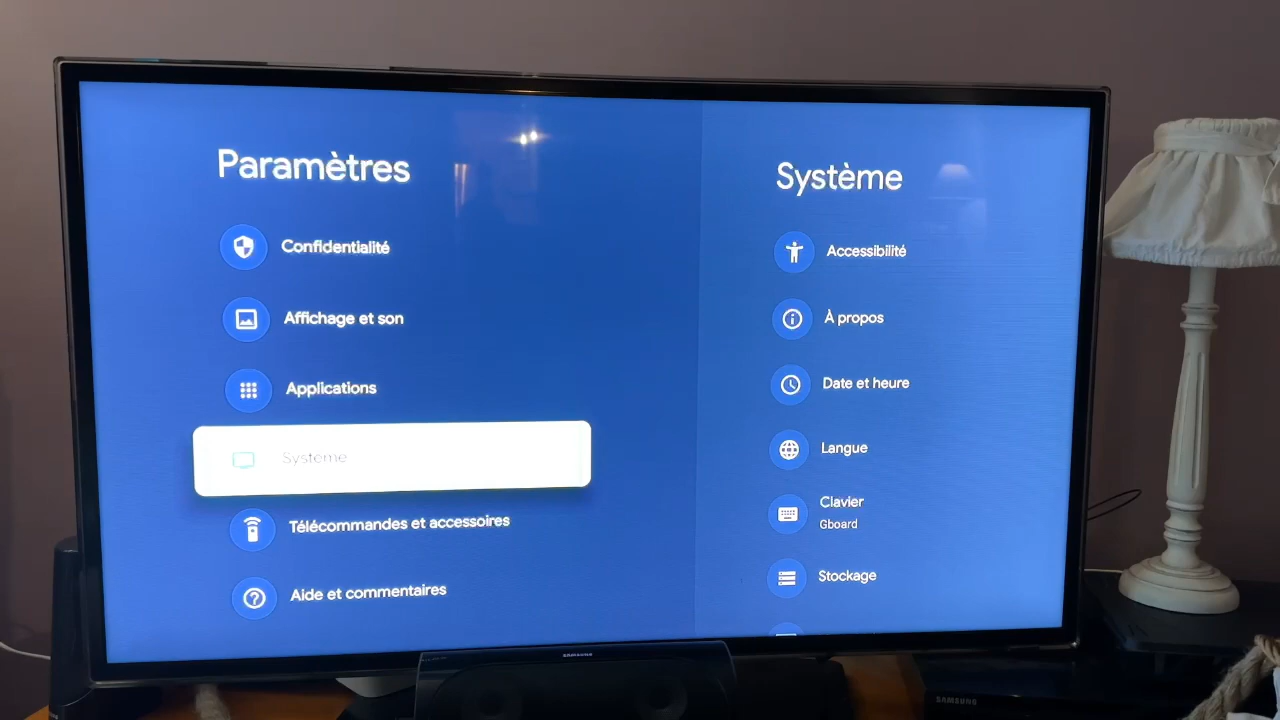 Paramètres
Confidentialité
Affichage et son
Applications
Système
Télécommandes et accessoires
Aide et commentaires
Système
Accessibilité
À propos
Date et heure
Langue
Clavier
Gboard
Stockage
SAMSUNG
SAMSUNG